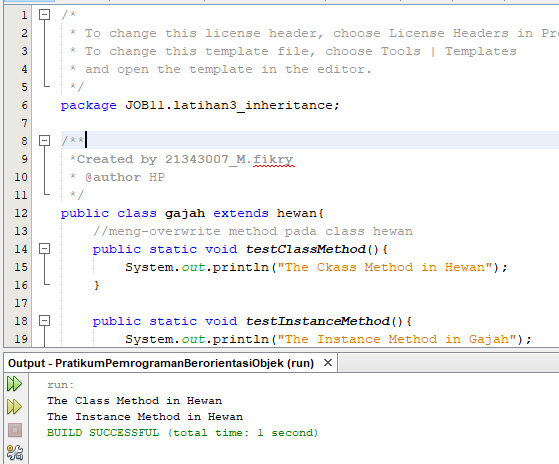 1 /*
2 * To change this license header, choose License Headers in Pr
3 * To change this template file, choose Tools | Templates
4 * and open the template in the editor.
5 */
6 package JOB11.latihan3_inheritance;
7
8 /**
9 *Created by 21343007_M.fikry
10 * @author HP
11 */
12 public class gajah extends hewan{
13 //meng-overwrite method pada class hewan
14 public static void testClassMethod(){
15 System.out.println("The Ckass Method in Hewan");
16 }
17
18 public static void testInstanceMethod(){
19 System.out.println("The Instance Method in Gajah");
Output - PratikumPemrogramanBerorientasiObjek (run) ×
run:
The Class Method in Hewan
The Instance Method in Hewan
BUILD SUCCESSFUL (total time: 1 second)